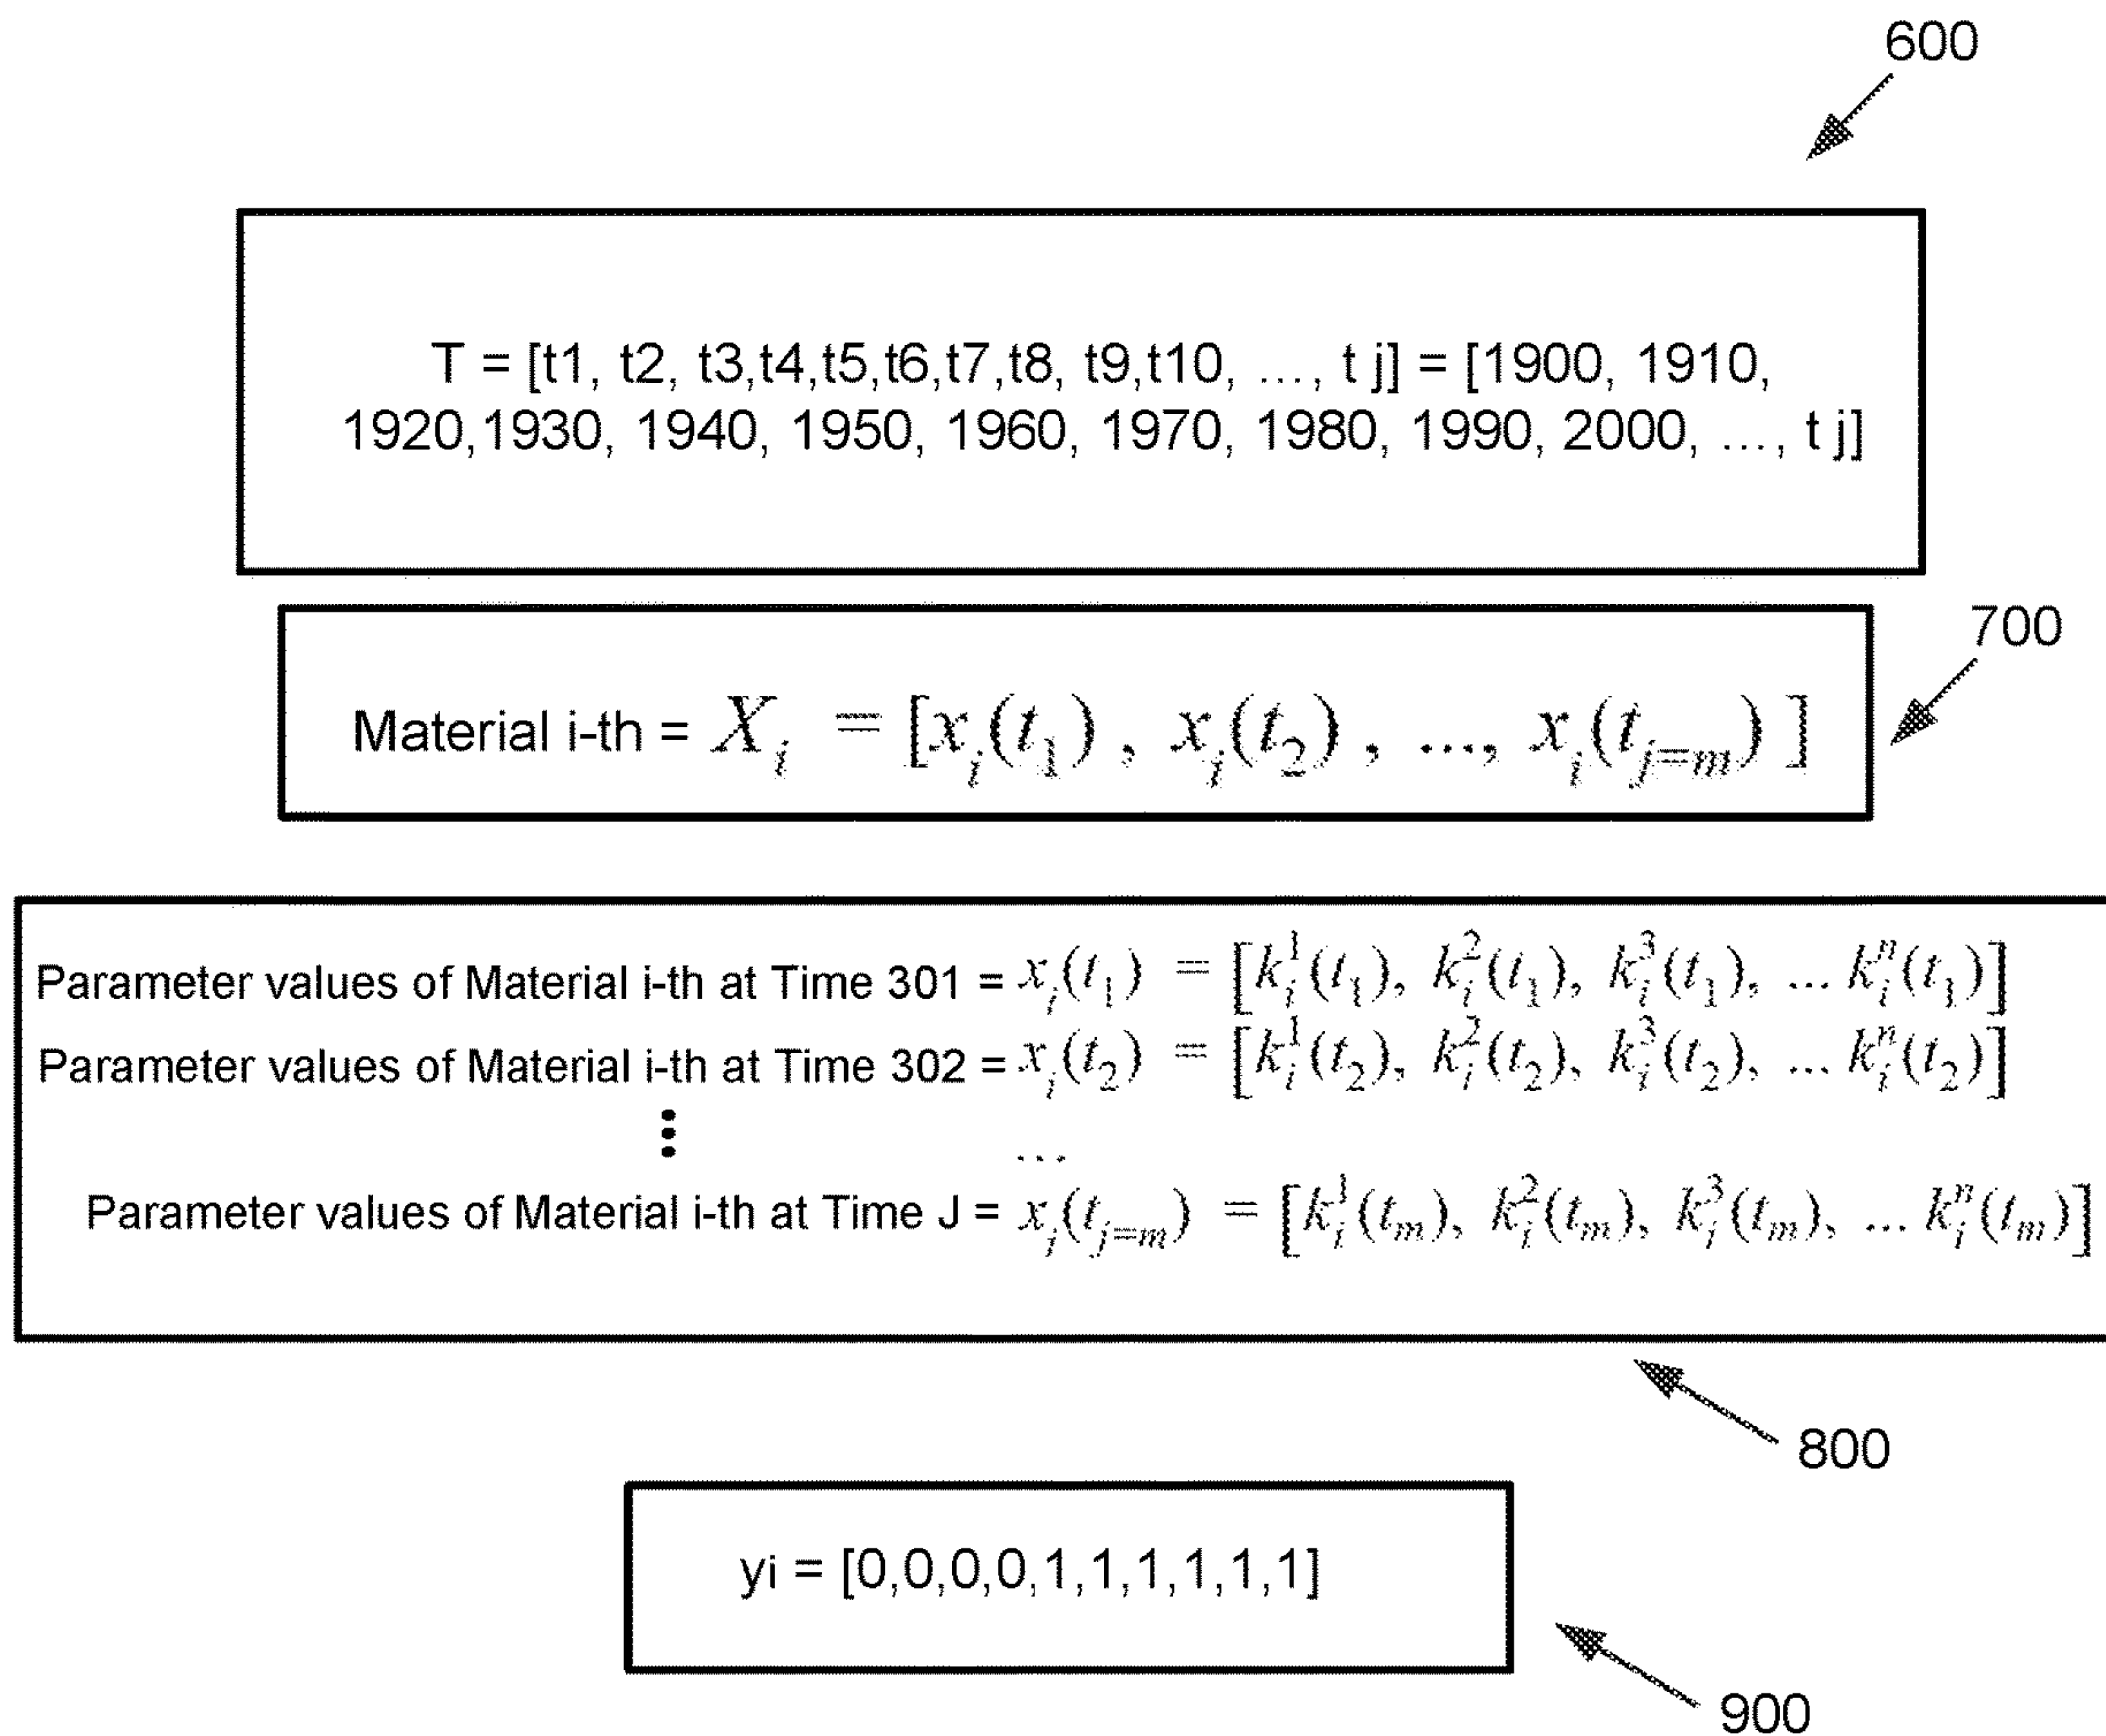 600
T = [t1, t2, t3,t4,t5,t6,t7,t8, t9,t10, ..., t j] = [1900, 1910,
1920,1930, 1940, 1950, 1960, 1970, 1980, 1990, 2000, ..., t j]
700
Material i-th = X_i = [x_i(t_1) , x_i(t_2) , ..., x_i(t_{j=m}) ]
Parameter values of Material i-th at Time 301 = x_i(t_1) = [k_i^1(t_1), k_i^2(t_1), k_i^3(t_1), ... k_i^n(t_1)]
Parameter values of Material i-th at Time 302 = x_i(t_2) = [k_i^1(t_2), k_i^2(t_2), k_i^3(t_2), ... k_i^n(t_2)]
⋮ ...
Parameter values of Material i-th at Time J = x_i(t_{j=m}) = [k_i^1(t_m), k_i^2(t_m), k_i^3(t_m), ... k_i^n(t_m)]
800
yi = [0,0,0,0,1,1,1,1,1,1]
900